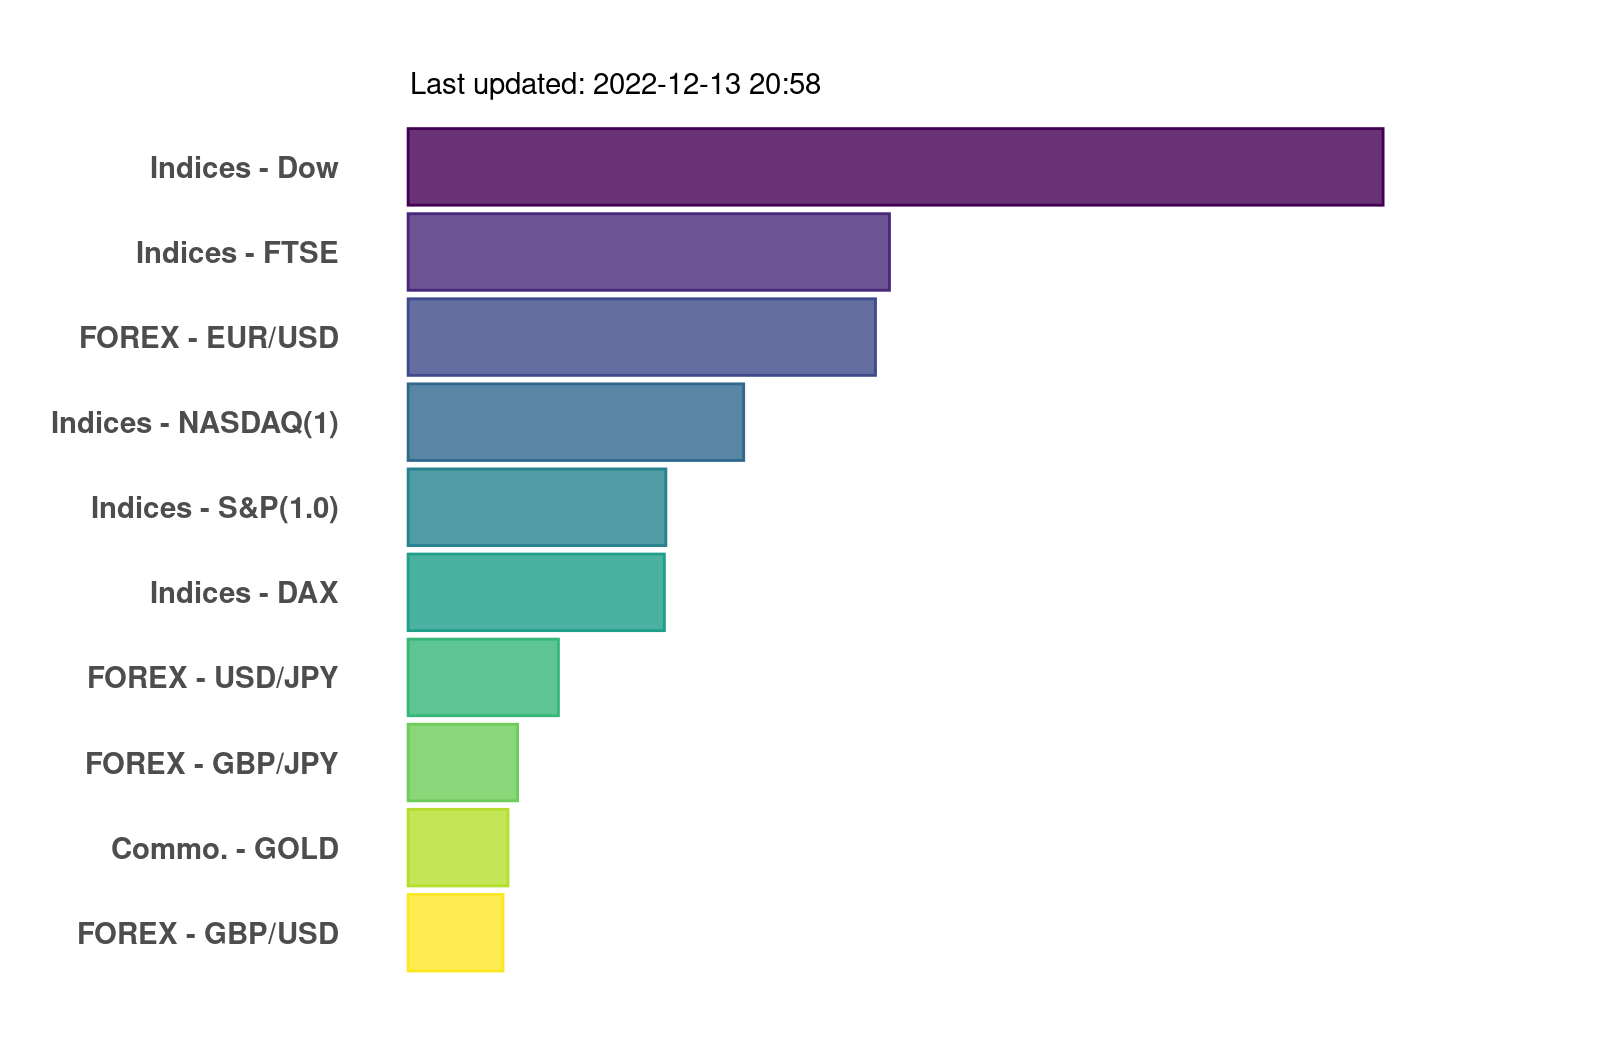 Last updated: 2022-12-13 20:58
Indices - Dow
Indices - FTSE
FOREX - EUR/USD
Indices - NASDAQ(1)
Indices - S&P(1.0)
Indices - DAX
FOREX - USD/JPY
FOREX - GBP/JPY
Commo. - GOLD
FOREX - GBP/USD